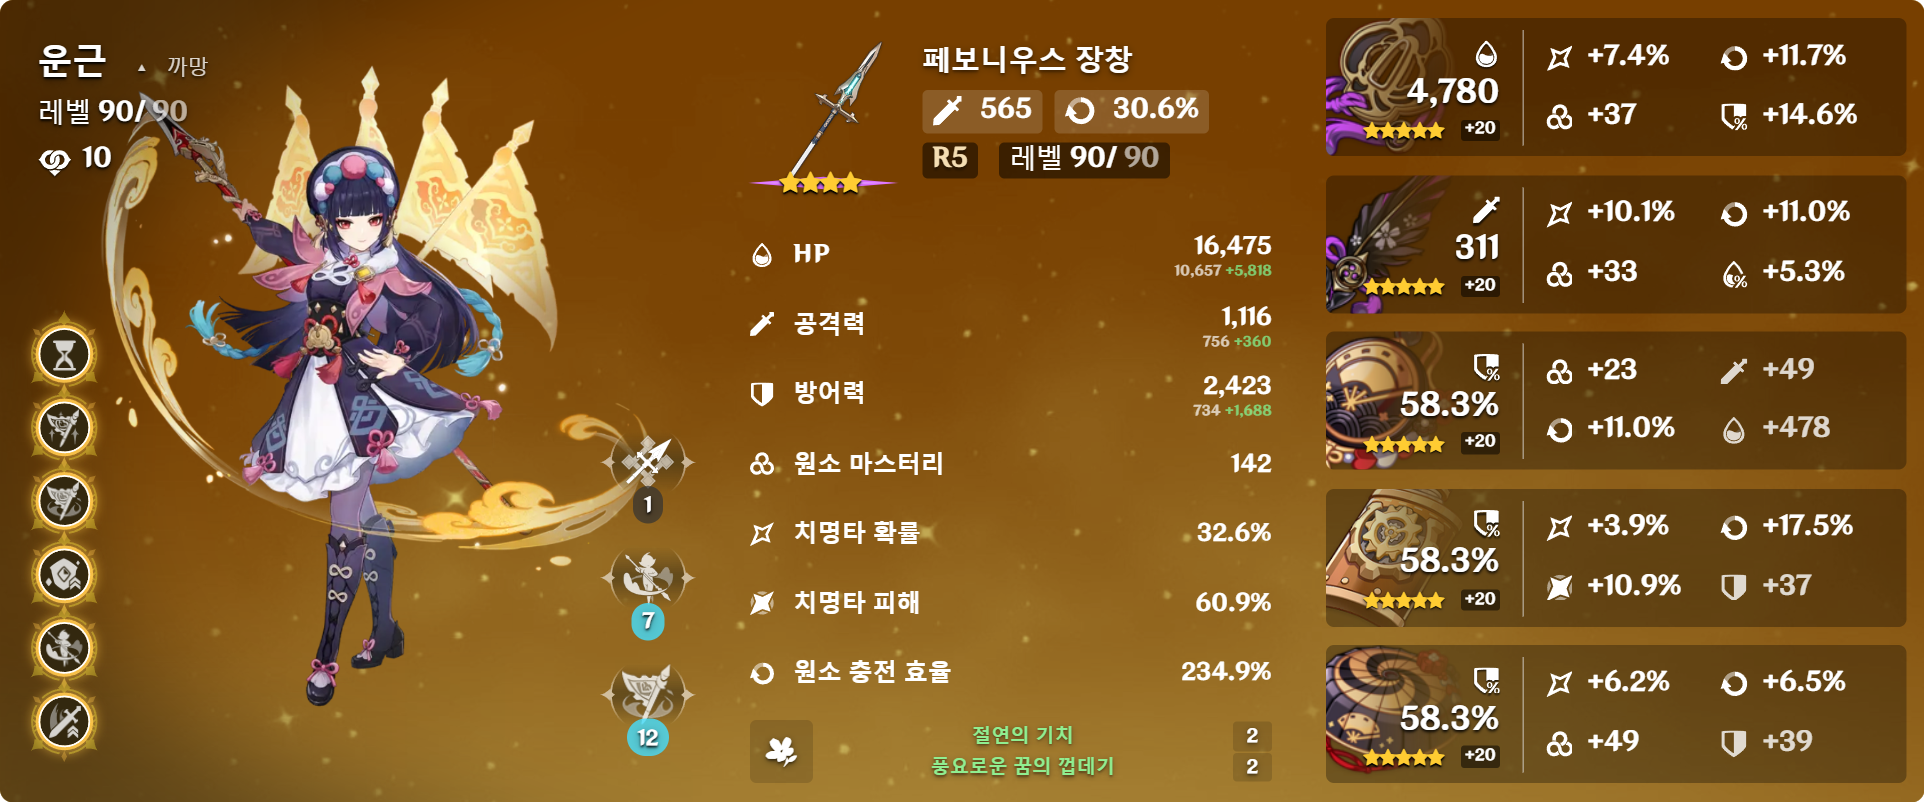 운근 ▲ 까망
레벨 90/ 90
10
1
7
12
페보니우스 장창
565 30.6%
R5 레벨 90/ 90
HP 16,475
10,657 +5,818
공격력 1,116
756 +360
방어력 2,423
734 +1,688
원소 마스터리 142
치명타 확률 32.6%
치명타 피해 60.9%
원소 충전 효율 234.9%
절연의 기치 2
풍요로운 꿈의 껍데기 2
4,780
+20
+7.4% +11.7%
+37 +14.6%
311
+20
+10.1% +11.0%
+33 +5.3%
58.3%
+20
+23 +49
+11.0% +478
58.3%
+20
+3.9% +17.5%
+10.9% +37
58.3%
+20
+6.2% +6.5%
+49 +39